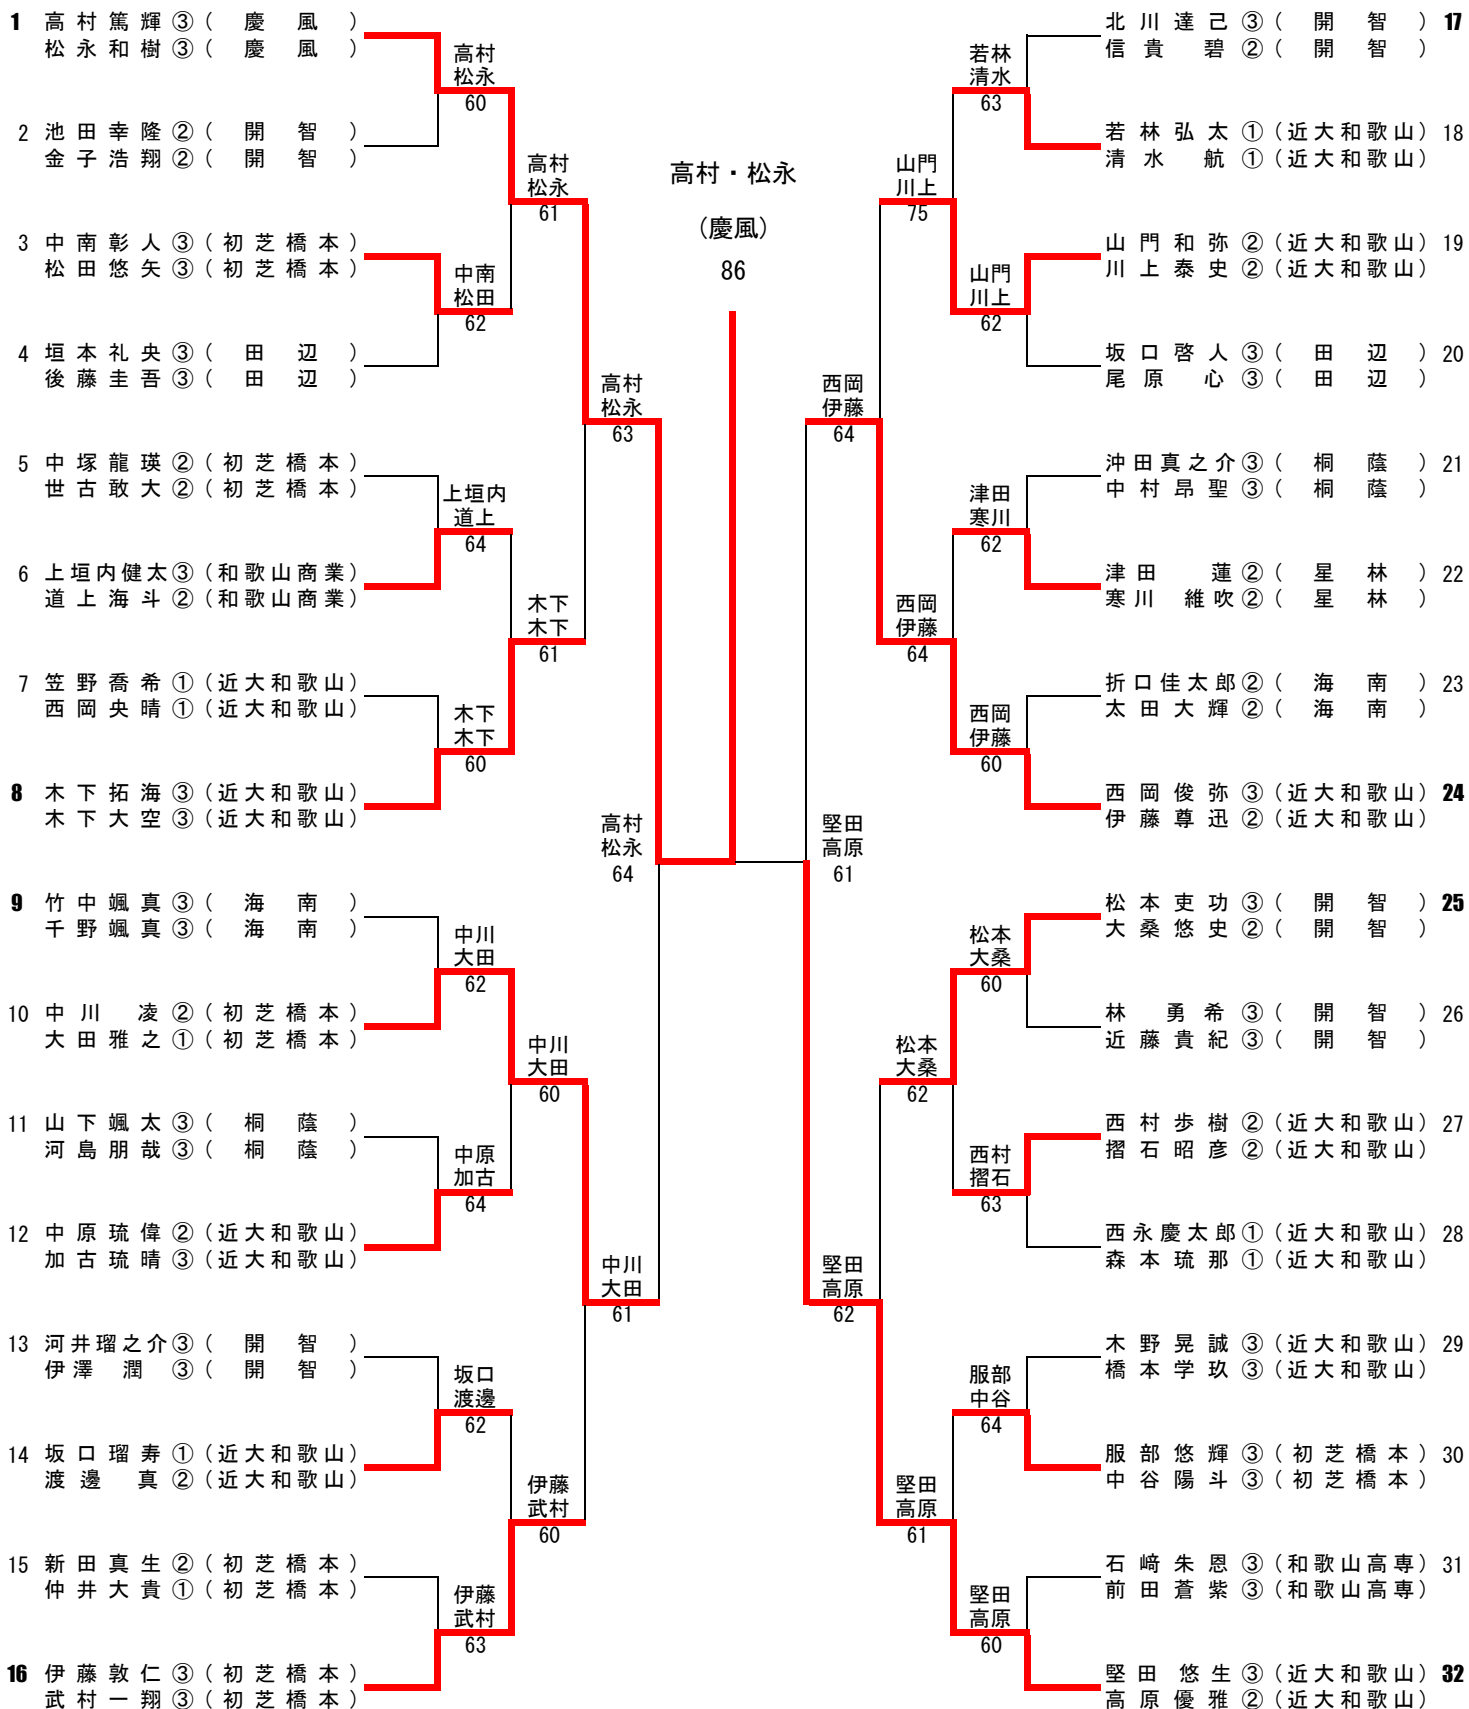 1 高村篤輝③（慶風）
松永和樹③（慶風）
2 池田幸隆②（開智）
金子浩翔②（開智）
3 中南彰人③（初芝橋本）
松田悠矢③（初芝橋本）
4 垣本礼央③（田辺）
後藤圭吾③（田辺）
5 中塚龍瑛②（初芝橋本）
世古敢大②（初芝橋本）
6 上垣内健太③（和歌山商業）
道上海斗②（和歌山商業）
7 笠野喬希①（近大和歌山）
西岡央晴①（近大和歌山）
8 木下拓海③（近大和歌山）
木下大空③（近大和歌山）
9 竹中颯真③（海南）
千野颯真③（海南）
10 中川凌②（初芝橋本）
大田雅之①（初芝橋本）
11 山下颯太③（桐蔭）
河島朋哉③（桐蔭）
12 中原琉偉②（近大和歌山）
加古琉晴③（近大和歌山）
13 河井瑠之介③（開智）
伊澤潤③（開智）
14 坂口瑠寿①（近大和歌山）
渡邊真②（近大和歌山）
15 新田真生②（初芝橋本）
仲井大貴①（初芝橋本）
16 伊藤敦仁③（初芝橋本）
武村一翔③（初芝橋本）
高村
松永
60
中南
松田
62
上垣内
道上
64
木下
木下
60
中川
大田
62
中原
加古
64
坂口
渡邊
62
伊藤
武村
63
高村
松永
61
木下
木下
61
中川
大田
60
伊藤
武村
60
高村
松永
63
中川
大田
61
高村
松永
64
高村・松永
（慶風）
86
堅田
高原
61
西岡
伊藤
64
堅田
高原
62
山門
川上
75
西岡
伊藤
64
松本
大桑
62
堅田
高原
61
若林
清水
63
山門
川上
62
津田
寒川
62
西岡
伊藤
60
松本
大桑
60
西村
摺石
63
服部
中谷
64
堅田
高原
60
北川達己③（開智）17
信貴碧②（開智）
若林弘太①（近大和歌山）18
清水航①（近大和歌山）
山門和弥②（近大和歌山）19
川上泰史②（近大和歌山）
坂口啓人③（田辺）20
尾原心③（田辺）
沖田真之介③（桐蔭）21
中村昂聖③（桐蔭）
津田蓮②（星林）22
寒川維吹②（星林）
折口佳太郎②（海南）23
太田大輝②（海南）
西岡俊弥③（近大和歌山）24
伊藤尊迅②（近大和歌山）
松本吏功③（開智）25
大桑悠史②（開智）
林勇希③（開智）26
近藤貴紀③（開智）
西村歩樹②（近大和歌山）27
摺石昭彦②（近大和歌山）
西永慶太郎①（近大和歌山）28
森本琉那①（近大和歌山）
木野晃誠③（近大和歌山）29
橋本学玖③（近大和歌山）
服部悠輝③（初芝橋本）30
中谷陽斗③（初芝橋本）
石﨑朱恩③（和歌山高専）31
前田蒼紫③（和歌山高専）
堅田悠生③（近大和歌山）32
高原優雅②（近大和歌山）